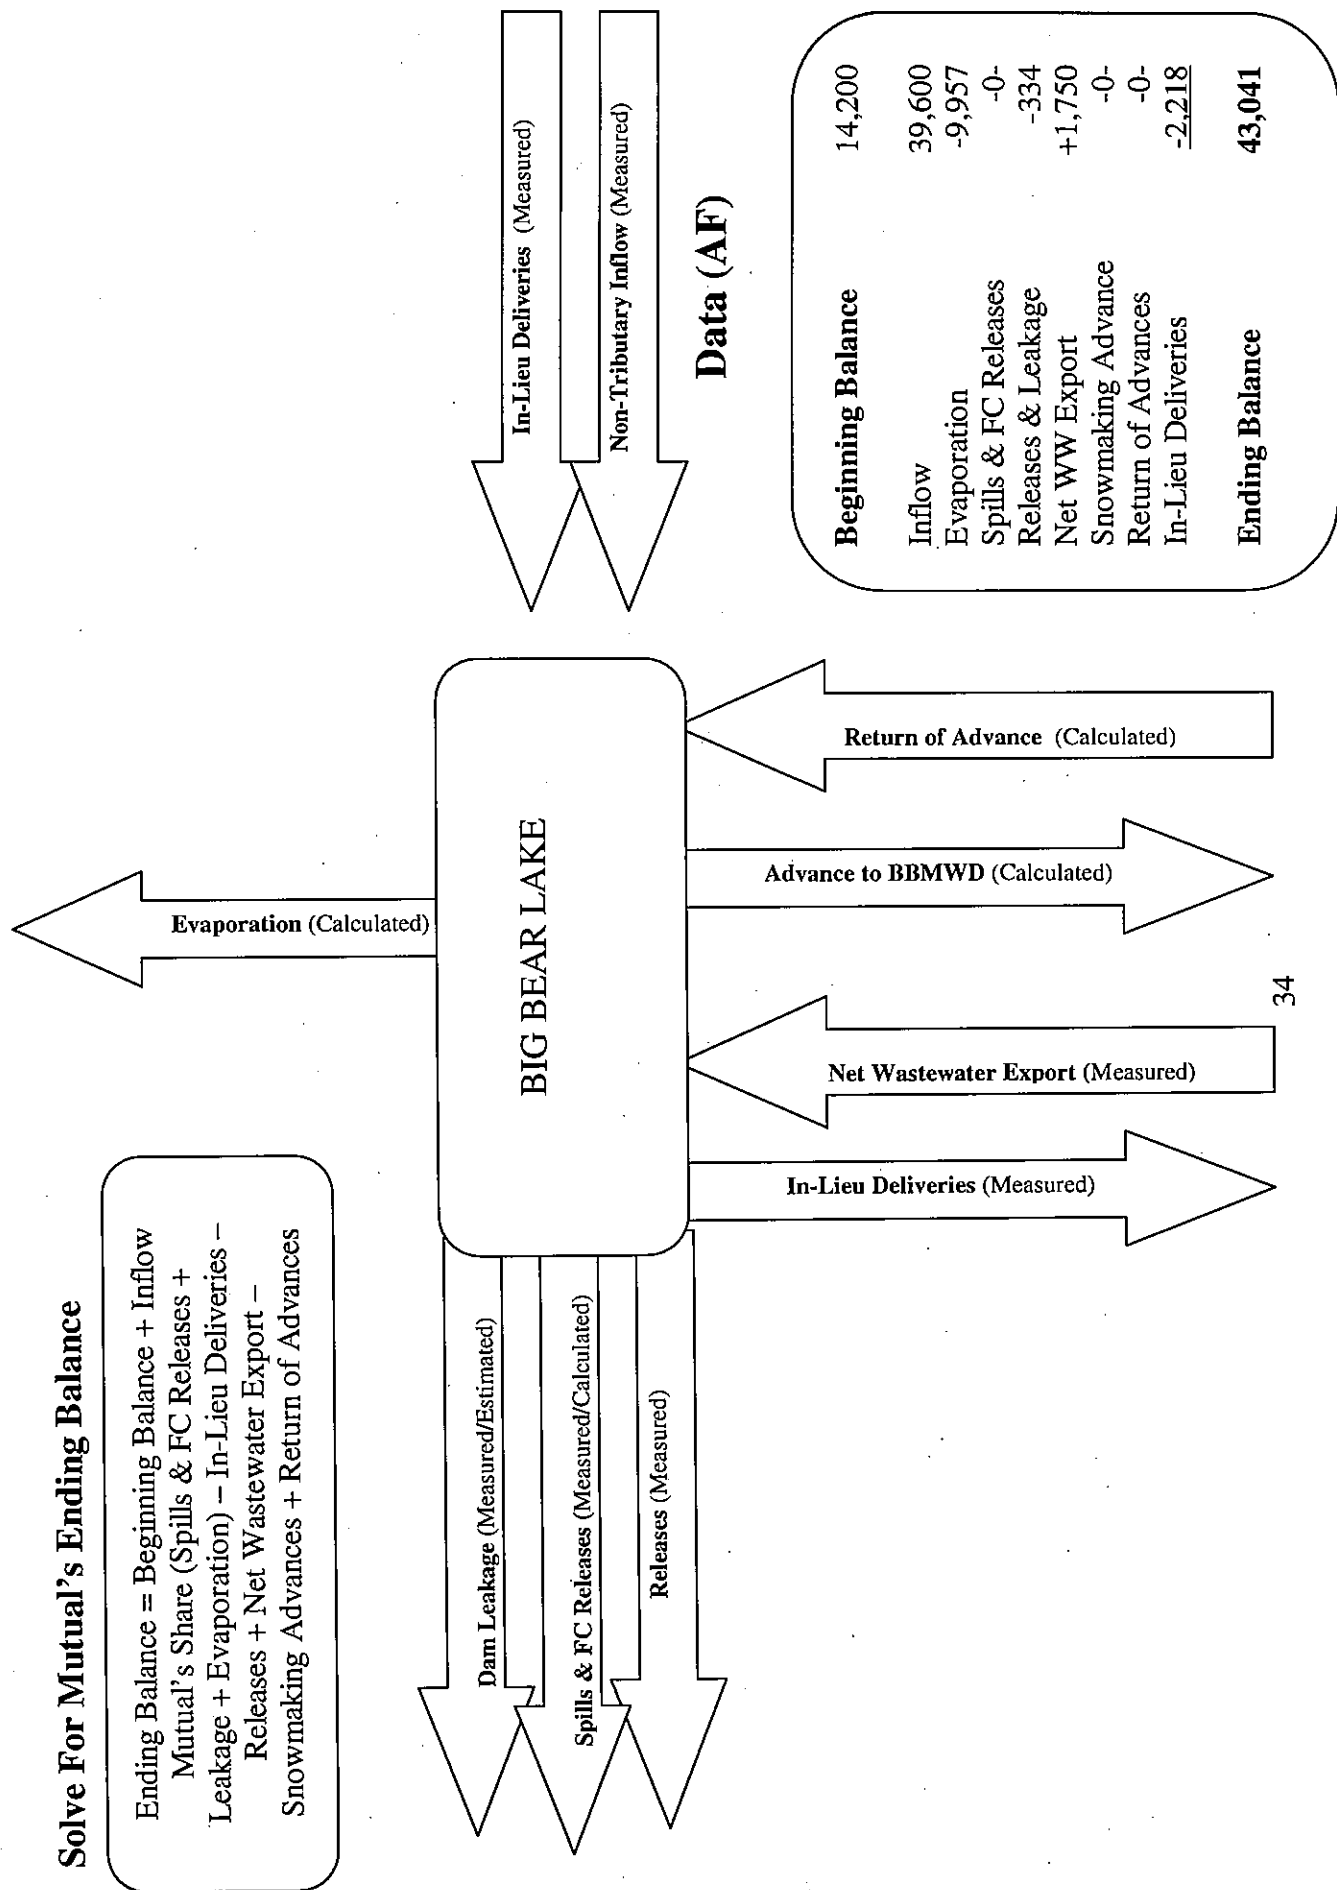 Solve For Mutual's Ending Balance
Ending Balance = Beginning Balance + Inflow
Mutual's Share (Spills & FC Releases +
Leakage + Evaporation) – In-Lieu Deliveries –
Releases + Net Wastewater Export –
Snowmaking Advances + Return of Advances
Evaporation (Calculated)
Dam Leakage (Measured/Estimated)
Spills & FC Releases (Measured/Calculated)
Releases (Measured)
BIG BEAR LAKE
In-Lieu Deliveries (Measured)
Non-Tributary Inflow (Measured)
In-Lieu Deliveries (Measured)
Net Wastewater Export (Measured)
Advance to BBMWD (Calculated)
Return of Advance (Calculated)
Data (AF)
Beginning Balance 14,200
Inflow 39,600
Evaporation -9,957
Spills & FC Releases -0-
Releases & Leakage -334
Net WW Export +1,750
Snowmaking Advance -0-
Return of Advances -0-
In-Lieu Deliveries -2,218
Ending Balance 43,041
34